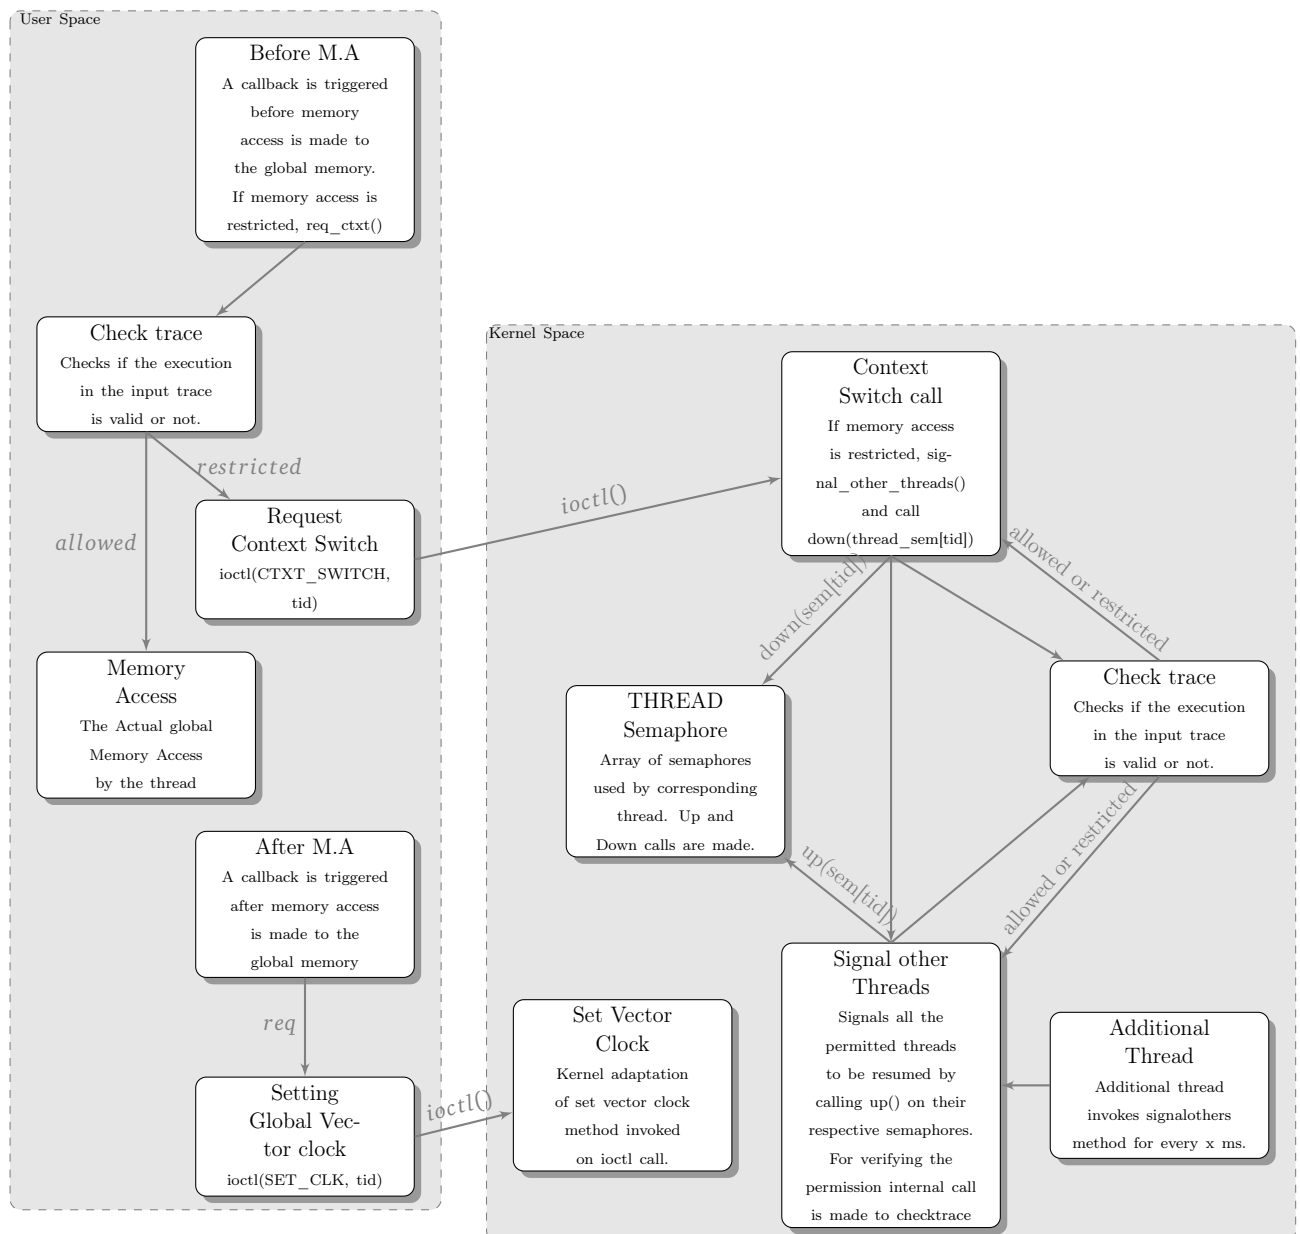 User Space
Before M.A
A callback is triggered
before memory
access is made to
the global memory.
If memory access is
restricted, req_ctxt()
Check trace
Checks if the execution
in the input trace
is valid or not.
restricted
allowed
Request
Context Switch
ioctl(CTXT_SWITCH,
tid)
Memory
Access
The Actual global
Memory Access
by the thread
After M.A
A callback is triggered
after memory access
is made to the
global memory
req
Setting
Global Vec-
tor clock
ioctl(SET_CLK, tid)
ioctl()
ioctl()
Kernel Space
Context
Switch call
If memory access
is restricted, sig-
nal_other_threads()
and call
down(thread_sem[tid])
down(sem[tid])
allowed or restricted
THREAD
Semaphore
Array of semaphores
used by corresponding
thread. Up and
Down calls are made.
Check trace
Checks if the execution
in the input trace
is valid or not.
up(sem[tid])
allowed or restricted
Set Vector
Clock
Kernel adaptation
of set vector clock
method invoked
on ioctl call.
Signal other
Threads
Signals all the
permitted threads
to be resumed by
calling up() on their
respective semaphores.
For verifying the
permission internal call
is made to checktrace
Additional
Thread
Additional thread
invokes signalothers
method for every x ms.